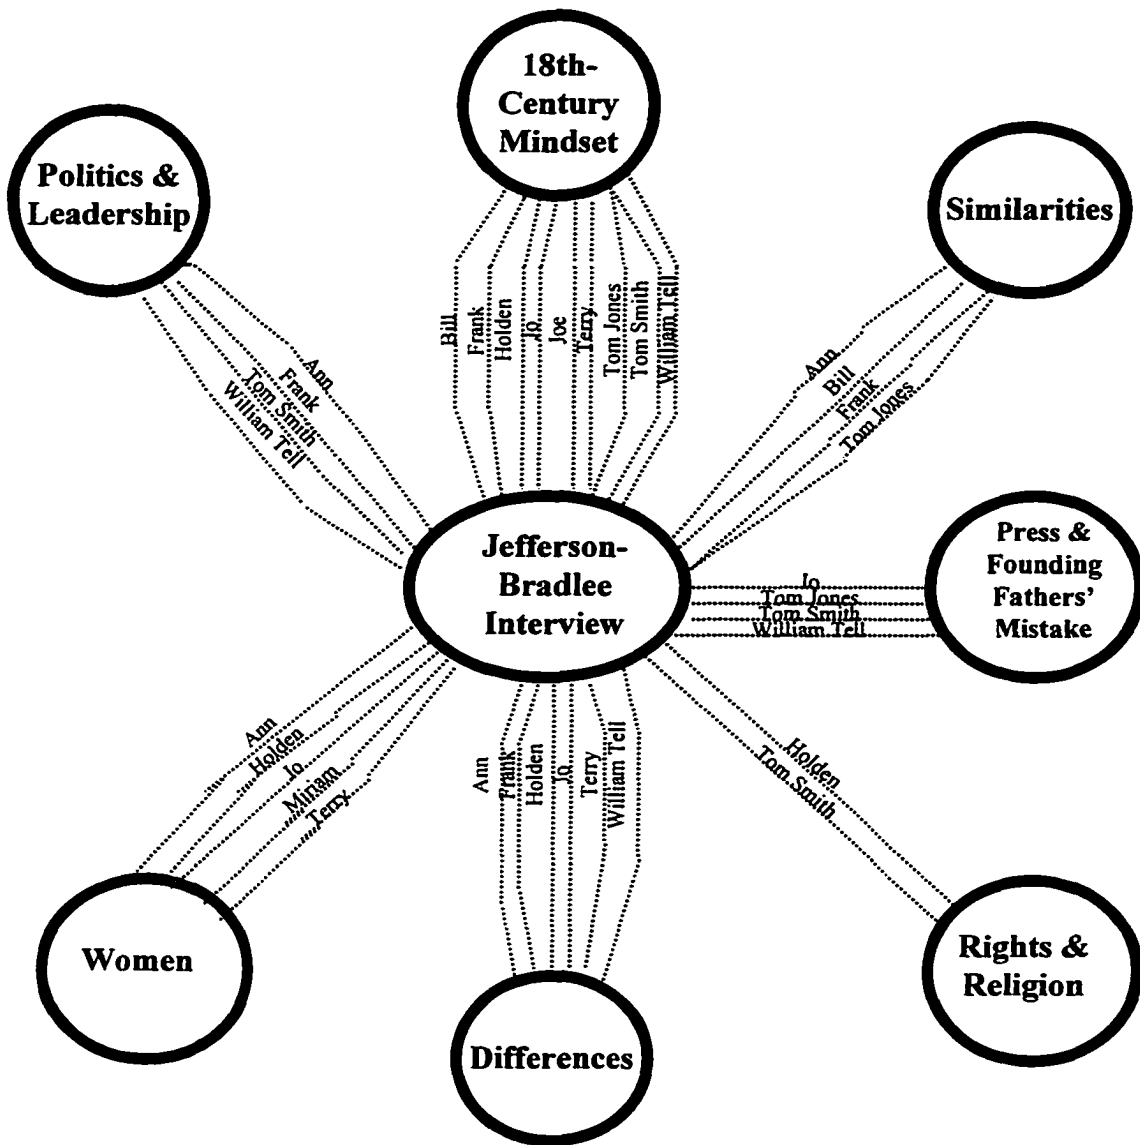 18th-
Century
Mindset
Politics &
Leadership
Similarities
Bill
Frank
Holden
Jo
Joe
Terry
Tom Jones
Tom Smith
William Tell
Ann
Frank
Tom Smith
William Tell
Ann
Bill
Frank
Tom Jones
Jefferson-
Bradlee
Interview
Press &
Founding
Fathers'
Mistake
Jo
Tom Jones
Tom Smith
William Tell
Ann
Holden
Jo
Miriam
Terry
Ann
Frank
Holden
Jo
Terry
William Tell
Holden
Tom Smith
Women
Differences
Rights &
Religion